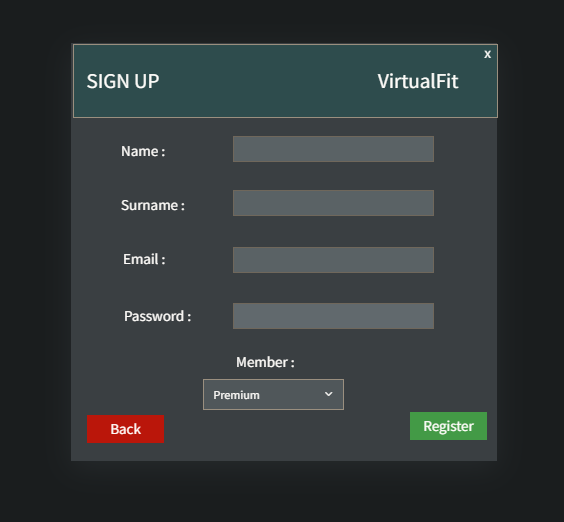 x
SIGN UP
VirtualFit
Name :
Surname :
Email :
Password :
Member :
Premium
Back
Register